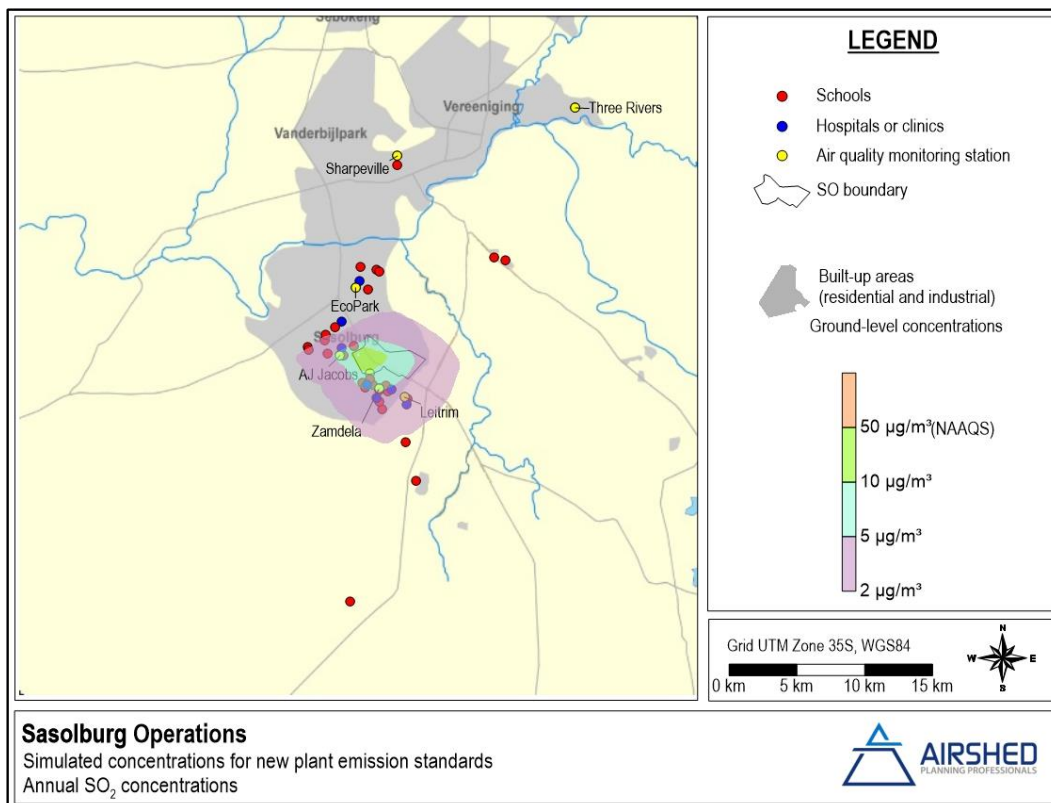 Sebokeng
Vereeniging
Three Rivers
Vanderbijlpark
Sharpeville
EcoPark
Sasolburg
AJ Jacobs
Leitrim
Zamdela
LEGEND
Schools
Hospitals or clinics
Air quality monitoring station
SO boundary
Built-up areas
(residential and industrial)
Ground-level concentrations
50 µg/m³ (NAAQS)
10 µg/m³
5 µg/m³
2 µg/m³
Grid UTM Zone 35S, WGS84
N
W E
S
0 km 5 km 10 km 15 km
Sasolburg Operations
Simulated concentrations for new plant emission standards
Annual SO₂ concentrations
AIRSHED
PLANNING PROFESSIONALS